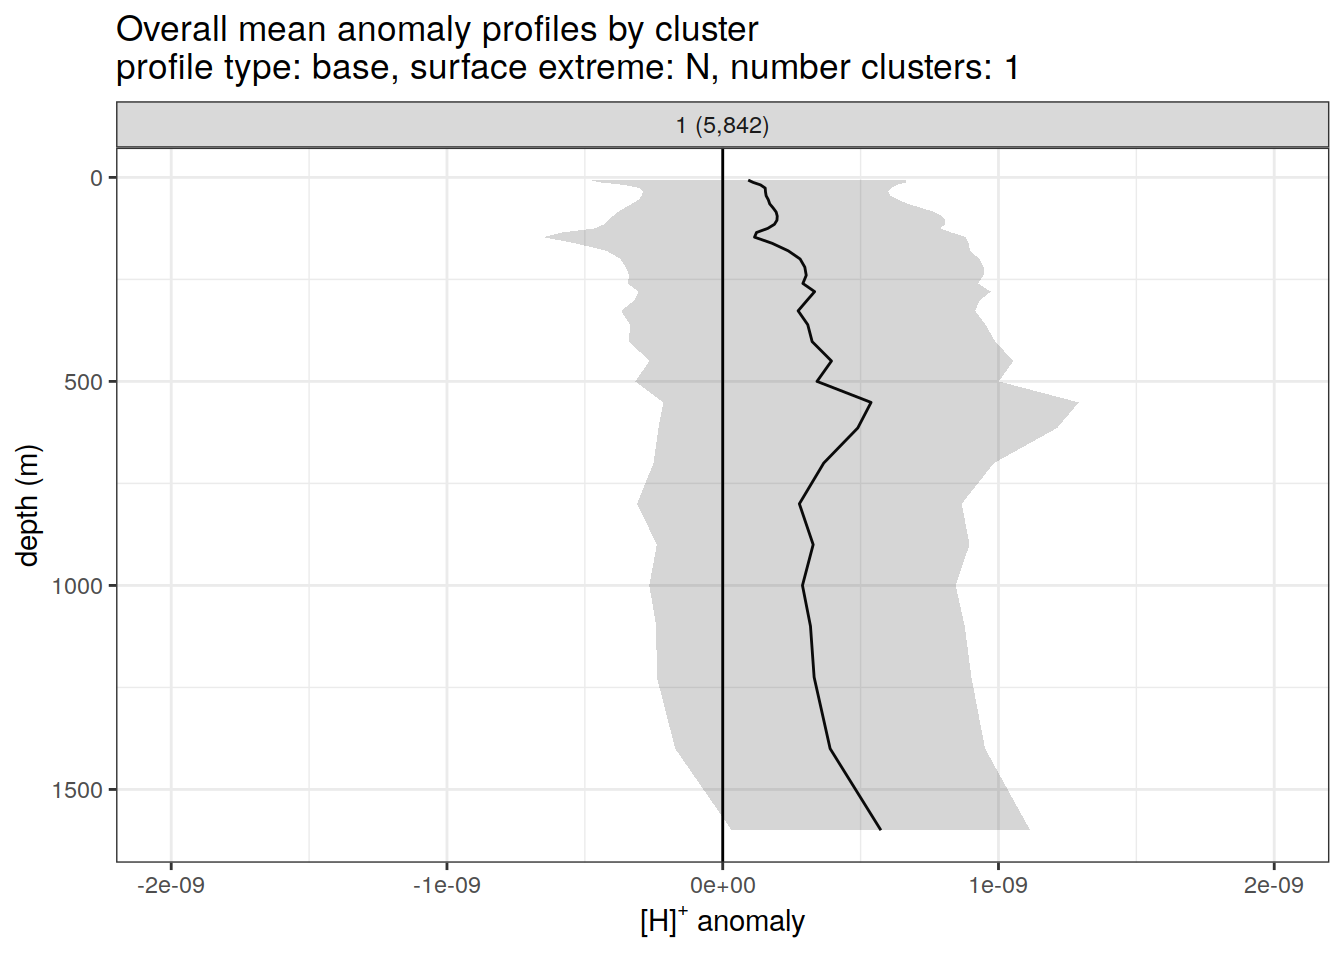 Overall mean anomaly profiles by cluster
profile type: base, surface extreme: N, number clusters: 1
1 (5,842)
0
500
1000
1500
depth (m)
-2e-09
-1e-09
0e+00
1e-09
2e-09
[H]⁺ anomaly